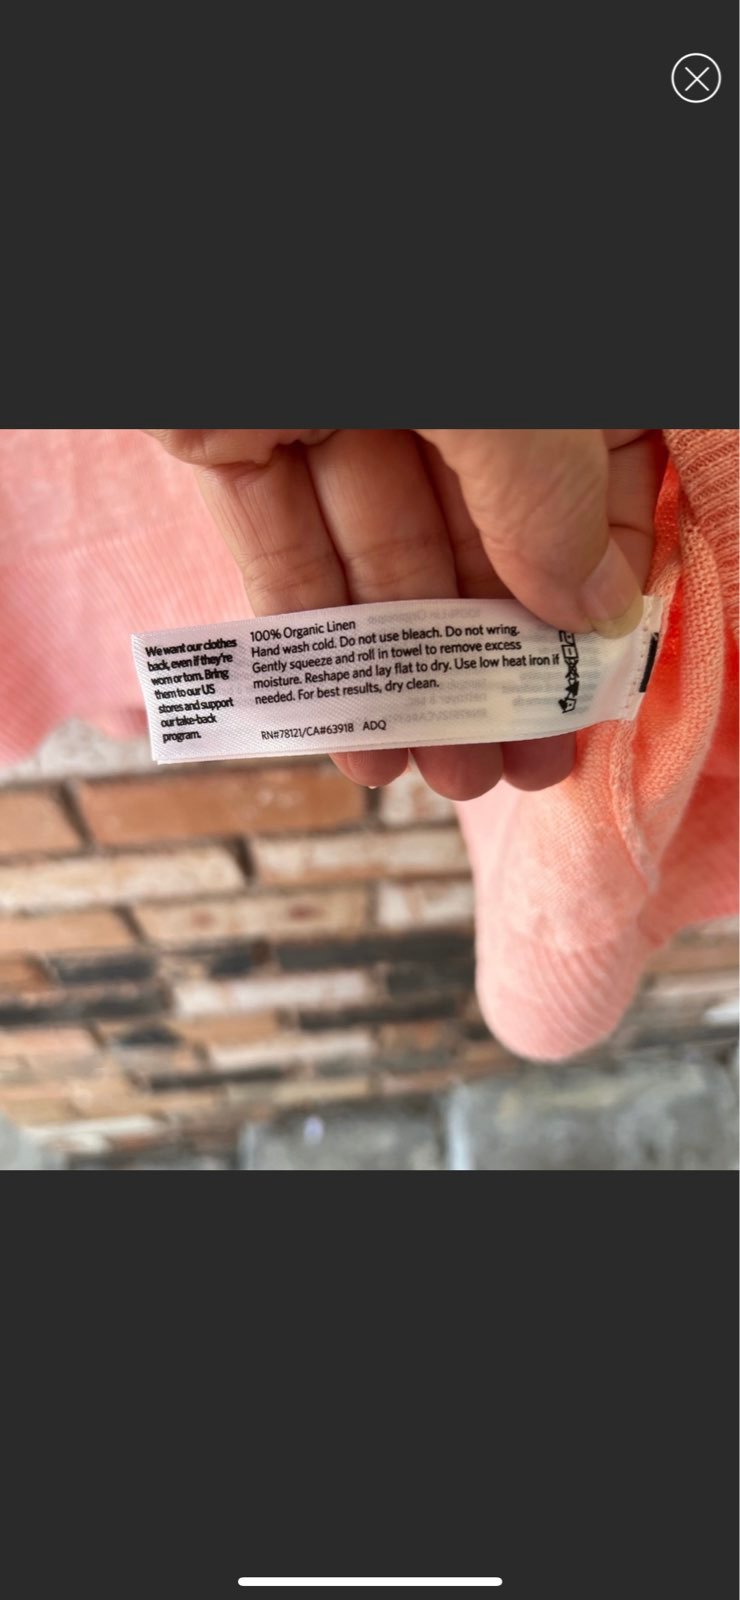 We want our clothes
back, even if they're
worn or torn. Bring
them to our US
stores and support
our take-back
program.
100% Organic Linen
Hand wash cold. Do not use bleach. Do not wring.
Gently squeeze and roll in towel to remove excess
moisture. Reshape and lay flat to dry. Use low heat iron if
needed. For best results, dry clean.
RN#78121/CA#63918 ADQ